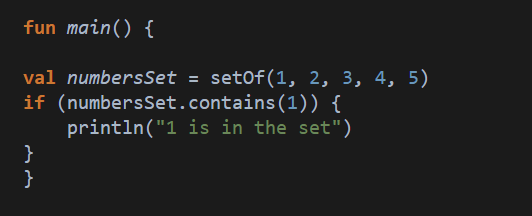 fun main() {

val numbersSet = setOf(1, 2, 3, 4, 5)
if (numbersSet.contains(1)) {
    println("1 is in the set")
}
}